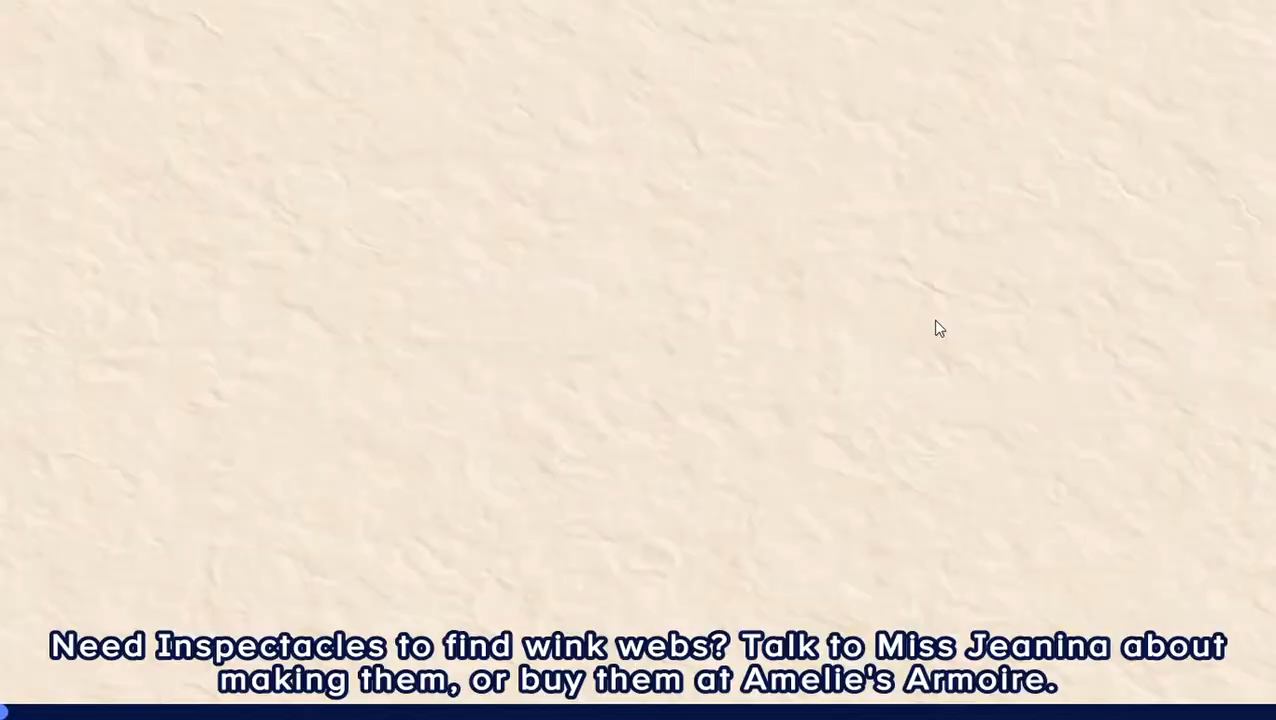 Need Inspectacles to find wink webs? Talk to Miss Jeanina about
making them, or buy them at Amelie's Armoire.